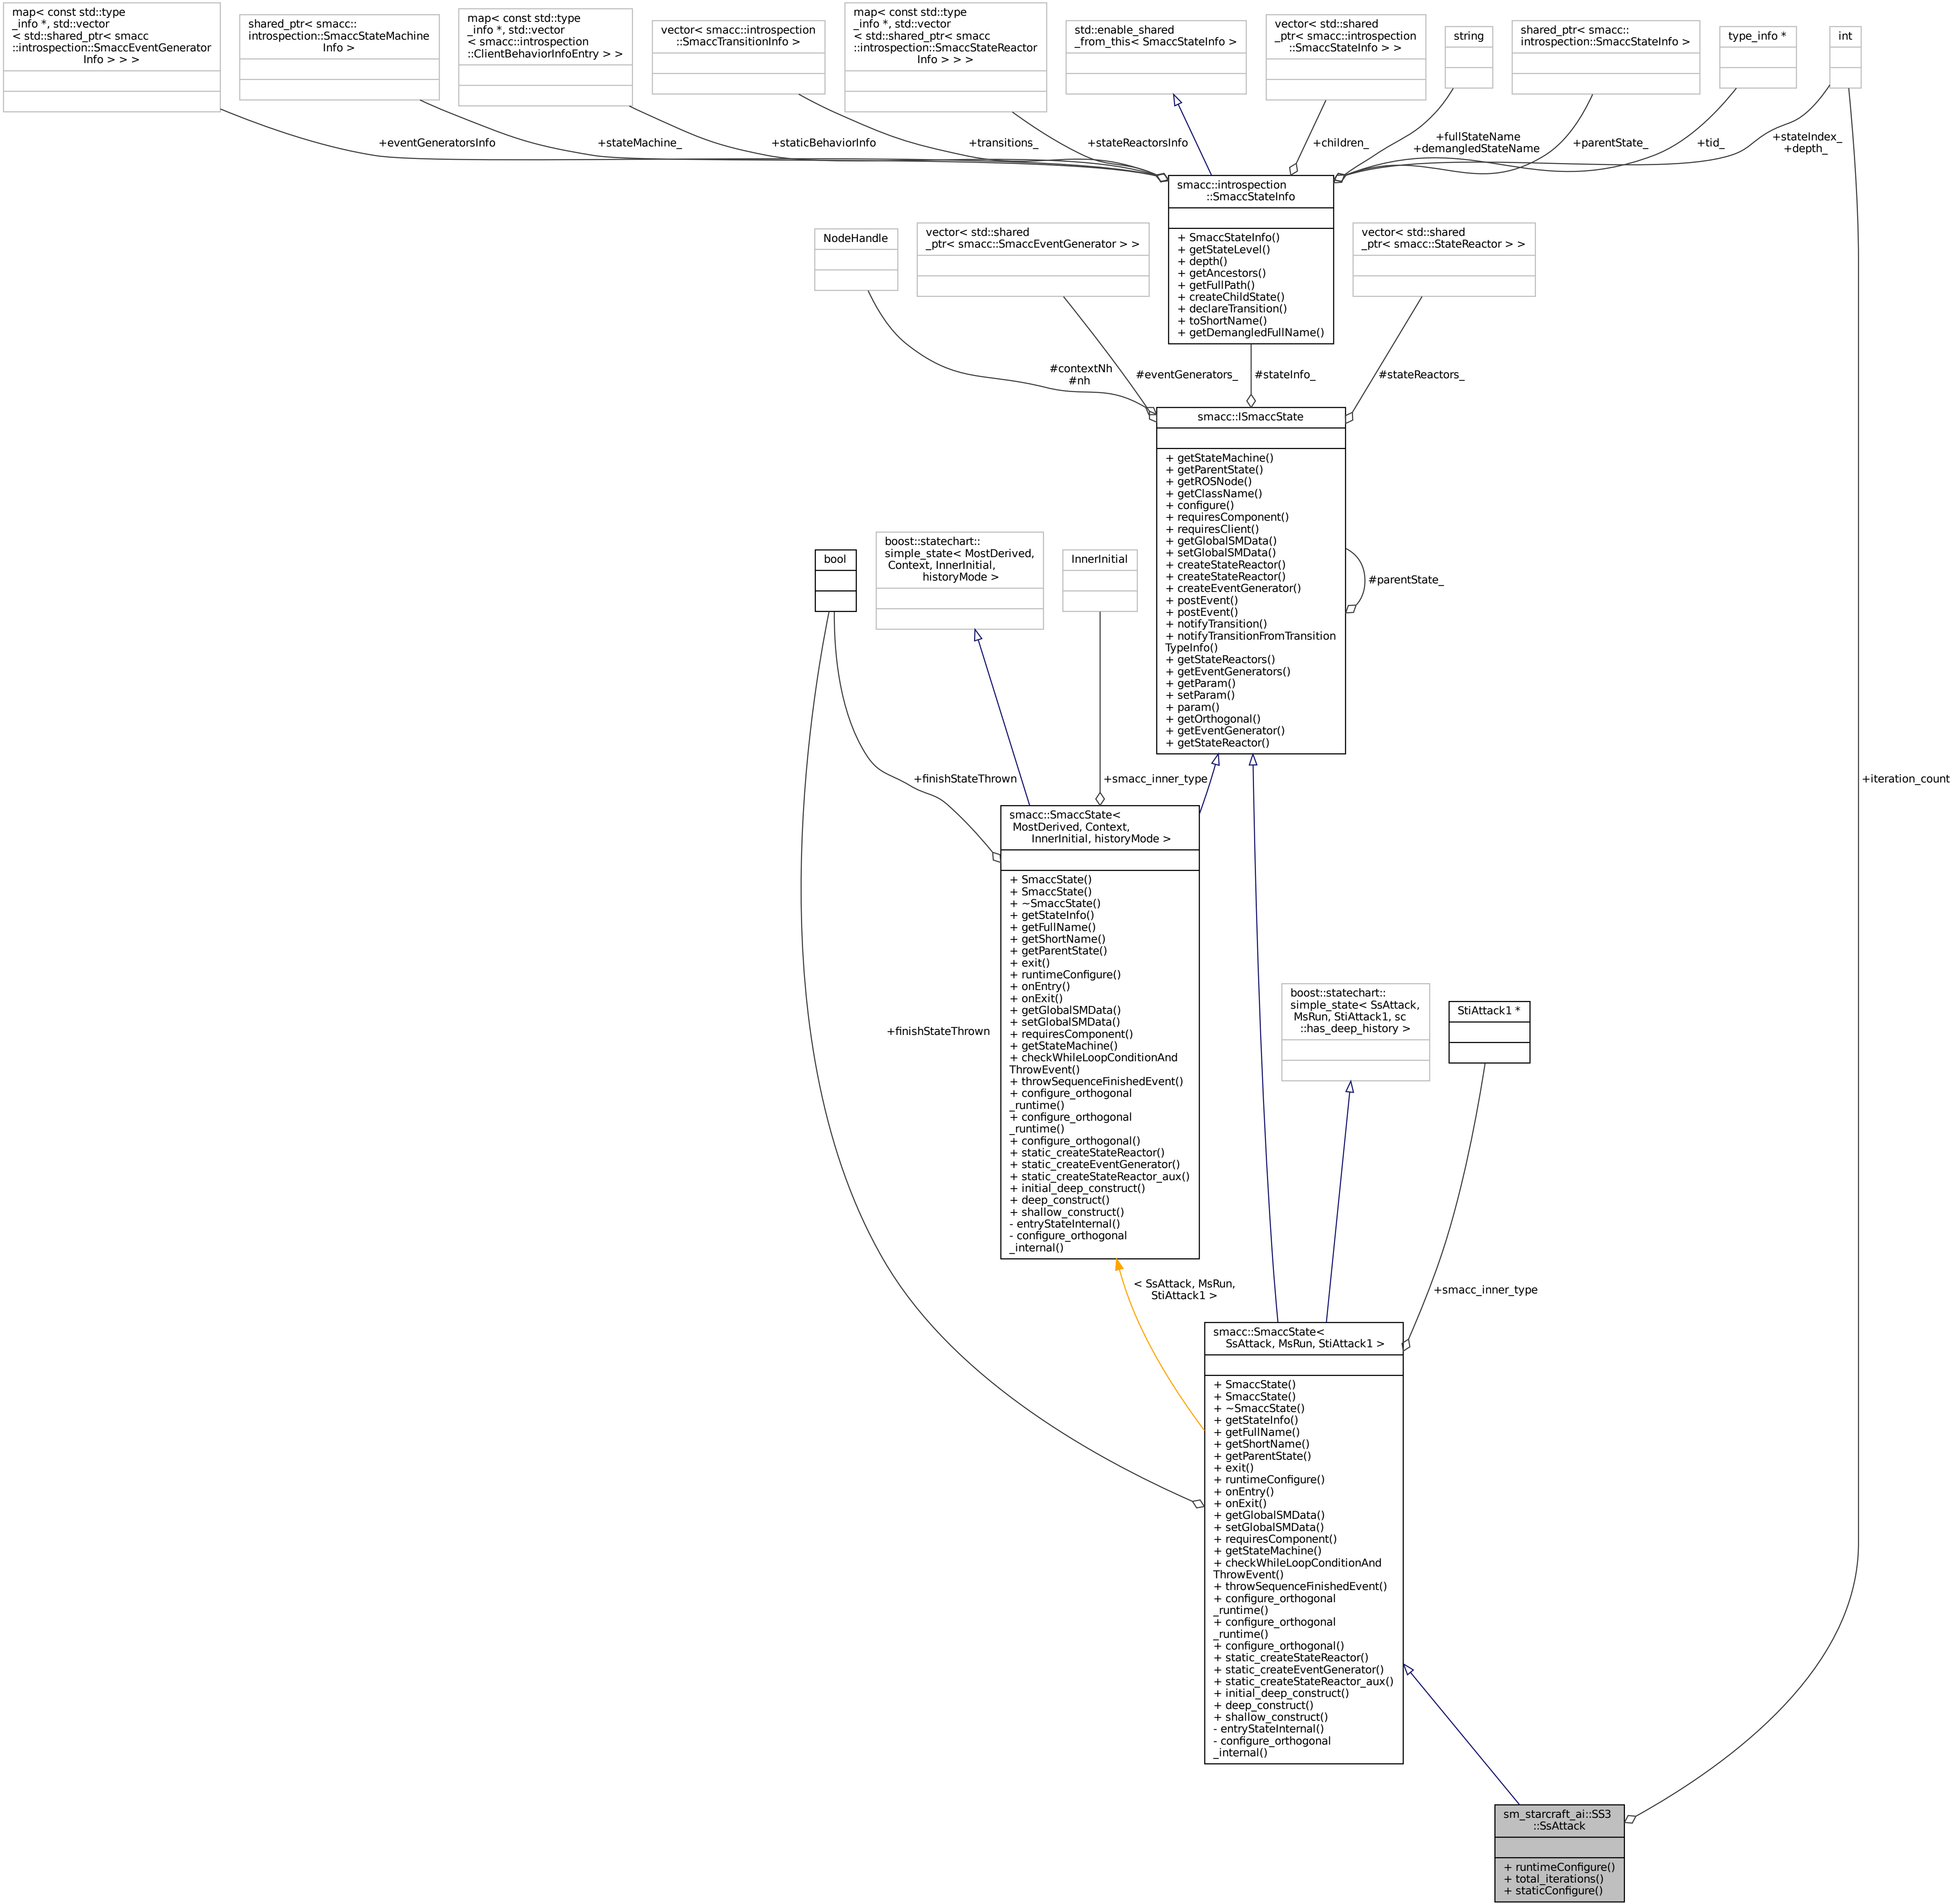 map< const std::type
_info *, std::vector
< std::shared_ptr< smacc
::introspection::SmaccEventGenerator
Info > > >
shared_ptr< smacc::
introspection::SmaccStateMachine
Info >
map< const std::type
_info *, std::vector
< smacc::introspection
::ClientBehaviorInfoEntry > >
vector< smacc::introspection
::SmaccTransitionInfo >
map< const std::type
_info *, std::vector
< std::shared_ptr< smacc
::introspection::SmaccStateReactor
Info > > >
std::enable_shared
_from_this< SmaccStateInfo >
vector< std::shared
_ptr< smacc::introspection
::SmaccStateInfo > >
string
shared_ptr< smacc::
introspection::SmaccStateInfo >
type_info *
int
+eventGeneratorsInfo
+stateMachine_
+staticBehaviorInfo
+transitions_
+stateReactorsInfo
+children_
+fullStateName
+demangledStateName
+parentState_
+tid_
+stateIndex_
+depth_
smacc::introspection
::SmaccStateInfo
+ SmaccStateInfo()
+ getStateLevel()
+ depth()
+ getAncestors()
+ getFullPath()
+ createChildState()
+ declareTransition()
+ toShortName()
+ getDemangledFullName()
NodeHandle
vector< std::shared
_ptr< smacc::SmaccEventGenerator > >
vector< std::shared
_ptr< smacc::StateReactor > >
#contextNh
#nh
#eventGenerators_
#stateInfo_
#stateReactors_
smacc::ISmaccState
+ getStateMachine()
+ getParentState()
+ getROSNode()
+ getClassName()
+ configure()
+ requiresComponent()
+ requiresClient()
+ getGlobalSMData()
+ setGlobalSMData()
+ createStateReactor()
+ createStateReactor()
+ createEventGenerator()
+ postEvent()
+ postEvent()
+ notifyTransition()
+ notifyTransitionFromTransition
TypeInfo()
+ getStateReactors()
+ getEventGenerators()
+ getParam()
+ setParam()
+ param()
+ getOrthogonal()
+ getEventGenerator()
+ getStateReactor()
#parentState_
bool
boost::statechart::
simple_state< MostDerived,
Context, InnerInitial,
historyMode >
InnerInitial
+finishStateThrown
+smacc_inner_type
+iteration_count
smacc::SmaccState<
MostDerived, Context,
InnerInitial, historyMode >
+ SmaccState()
+ SmaccState()
+ ~SmaccState()
+ getStateInfo()
+ getFullName()
+ getShortName()
+ getParentState()
+ exit()
+ runtimeConfigure()
+ onEntry()
+ onExit()
+ getGlobalSMData()
+ setGlobalSMData()
+ requiresComponent()
+ getStateMachine()
+ checkWhileLoopConditionAnd
ThrowEvent()
+ throwSequenceFinishedEvent()
+ configure_orthogonal
_runtime()
+ configure_orthogonal
_runtime()
+ configure_orthogonal()
+ static_createStateReactor()
+ static_createEventGenerator()
+ static_createStateReactor_aux()
+ initial_deep_construct()
+ deep_construct()
+ shallow_construct()
- entryStateInternal()
- configure_orthogonal
_internal()
+finishStateThrown
boost::statechart::
simple_state< SsAttack,
MsRun, StiAttack1, sc
::has_deep_history >
StiAttack1 *
< SsAttack, MsRun,
StiAttack1 >
+smacc_inner_type
smacc::SmaccState<
SsAttack, MsRun, StiAttack1 >
+ SmaccState()
+ SmaccState()
+ ~SmaccState()
+ getStateInfo()
+ getFullName()
+ getShortName()
+ getParentState()
+ exit()
+ runtimeConfigure()
+ onEntry()
+ onExit()
+ getGlobalSMData()
+ setGlobalSMData()
+ requiresComponent()
+ getStateMachine()
+ checkWhileLoopConditionAnd
ThrowEvent()
+ throwSequenceFinishedEvent()
+ configure_orthogonal
_runtime()
+ configure_orthogonal
_runtime()
+ configure_orthogonal()
+ static_createStateReactor()
+ static_createEventGenerator()
+ static_createStateReactor_aux()
+ initial_deep_construct()
+ deep_construct()
+ shallow_construct()
- entryStateInternal()
- configure_orthogonal
_internal()
sm_starcraft_ai::SS3
::SsAttack
+ runtimeConfigure()
+ total_iterations()
+ staticConfigure()